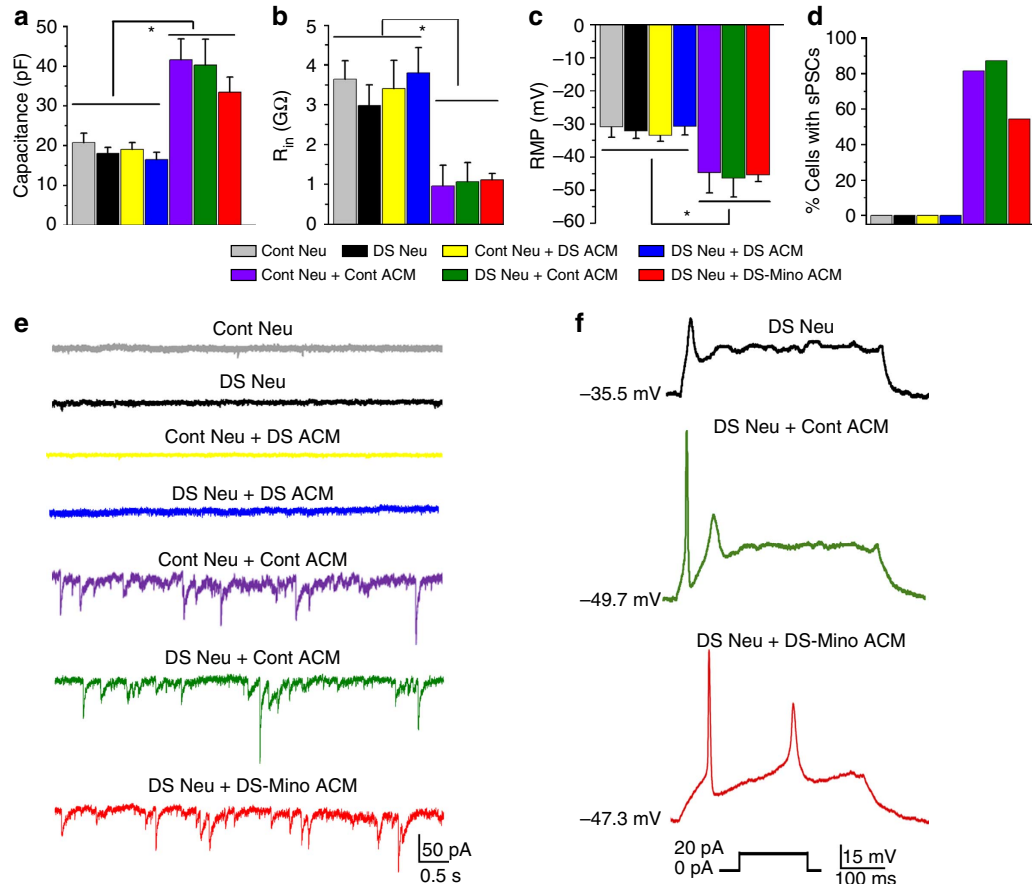 a
Capacitance (pF)
50
40
30
20
10
0
*
b
R_in (GΩ)
5
4
3
2
1
0
*
c
RMP (mV)
0
–10
–20
–30
–40
–50
–60
*
d
% Cells with sPSCs
100
80
60
40
20
0
Cont Neu
DS Neu
Cont Neu + DS ACM
DS Neu + DS ACM
Cont Neu + Cont ACM
DS Neu + Cont ACM
DS Neu + DS-Mino ACM
e
Cont Neu
DS Neu
Cont Neu + DS ACM
DS Neu + DS ACM
Cont Neu + Cont ACM
DS Neu + Cont ACM
DS Neu + DS-Mino ACM
50 pA
0.5 s
f
DS Neu
–35.5 mV
DS Neu + Cont ACM
–49.7 mV
DS Neu + DS-Mino ACM
–47.3 mV
20 pA
0 pA
15 mV
100 ms